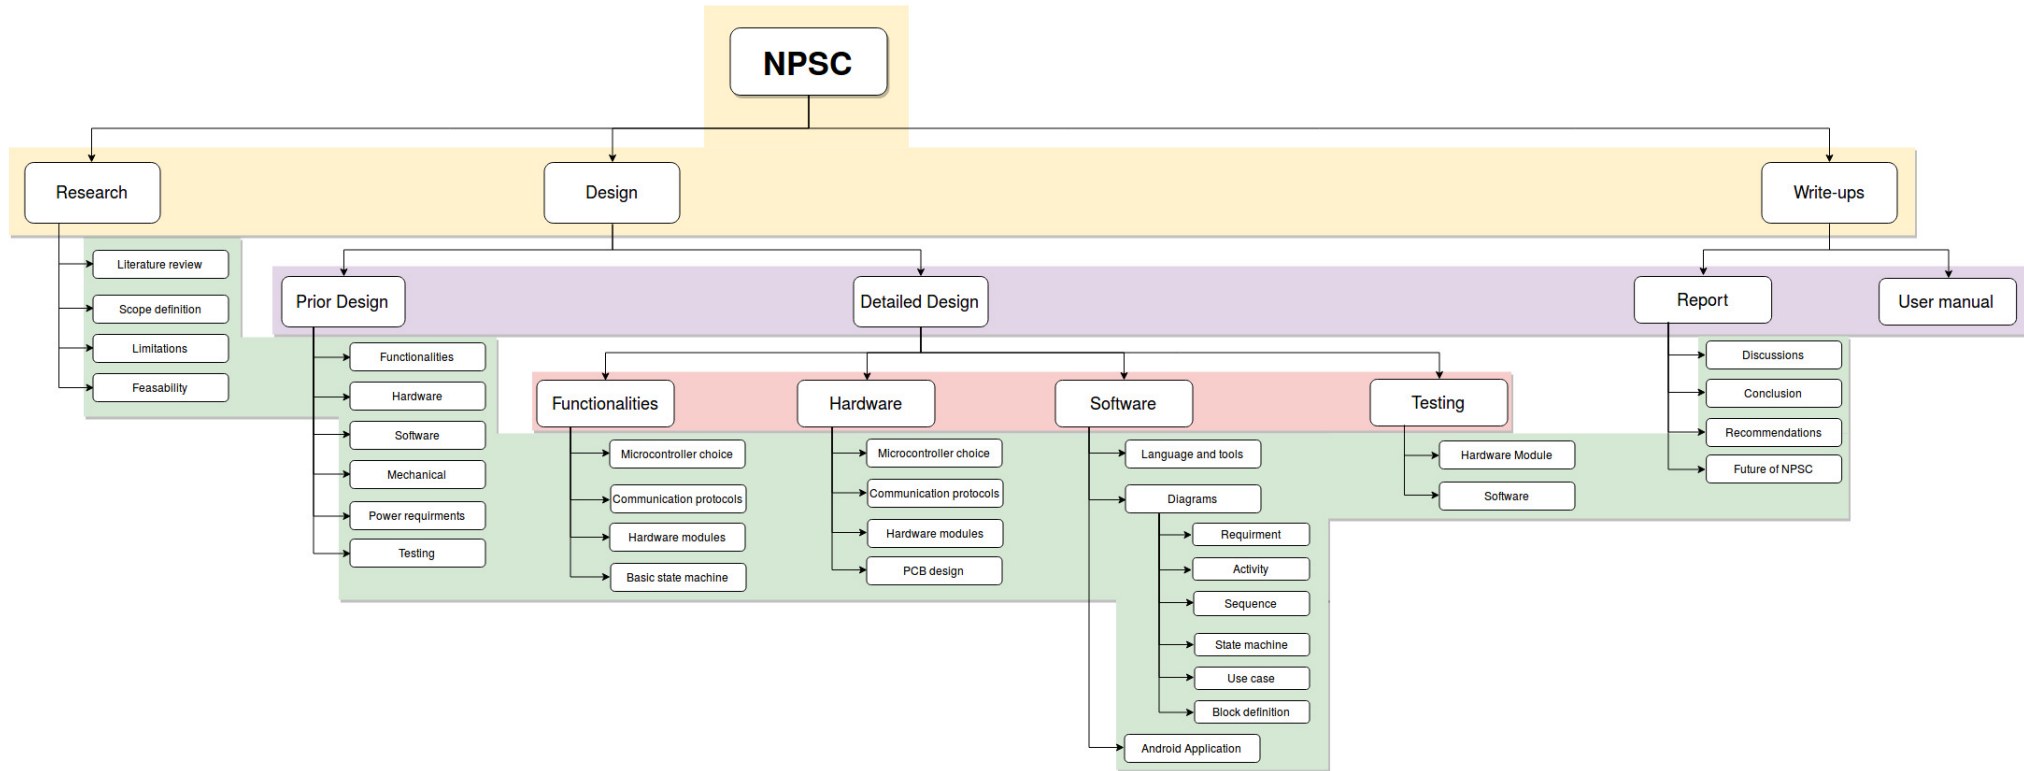 NPSC
Research
Design
Write-ups
Literature review
Scope definition
Limitations
Feasability
Prior Design
Detailed Design
Report
User manual
Functionalities
Hardware
Software
Mechanical
Power requirments
Testing
Functionalities
Hardware
Software
Testing
Microcontroller choice
Communication protocols
Hardware modules
Basic state machine
Microcontroller choice
Communication protocols
Hardware modules
PCB design
Language and tools
Diagrams
Requirment
Activity
Sequence
State machine
Use case
Block definition
Android Application
Hardware Module
Software
Discussions
Conclusion
Recommendations
Future of NPSC